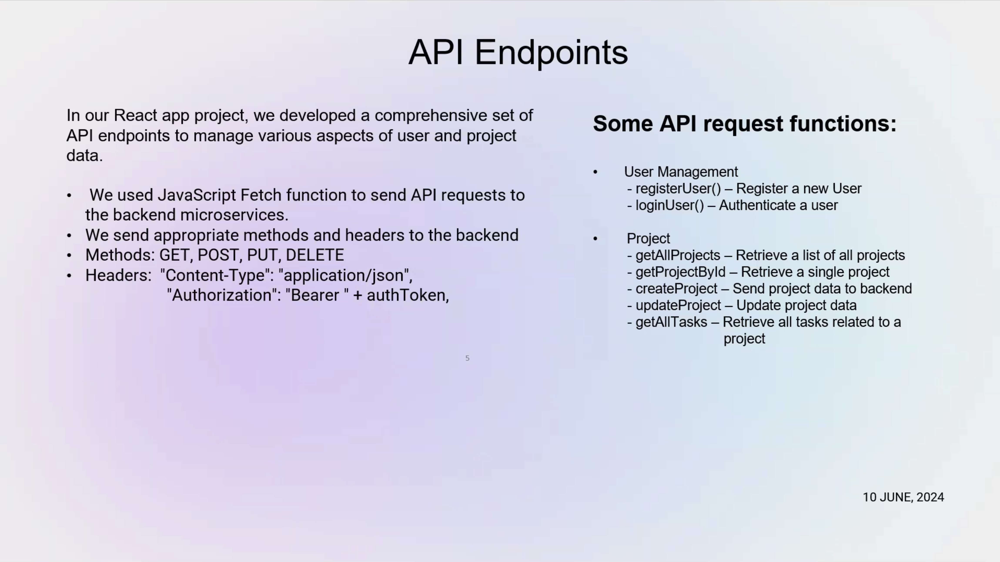 API Endpoints
In our React app project, we developed a comprehensive set of
API endpoints to manage various aspects of user and project
data.
• We used JavaScript Fetch function to send API requests to
the backend microservices.
• We send appropriate methods and headers to the backend
• Methods: GET, POST, PUT, DELETE
• Headers: "Content-Type": "application/json",
"Authorization": "Bearer " + authToken,
Some API request functions:
• User Management
- registerUser() – Register a new User
- loginUser() – Authenticate a user
• Project
- getAllProjects – Retrieve a list of all projects
- getProjectById – Retrieve a single project
- createProject – Send project data to backend
- updateProject – Update project data
- getAllTasks – Retrieve all tasks related to a
project
5
10 JUNE, 2024